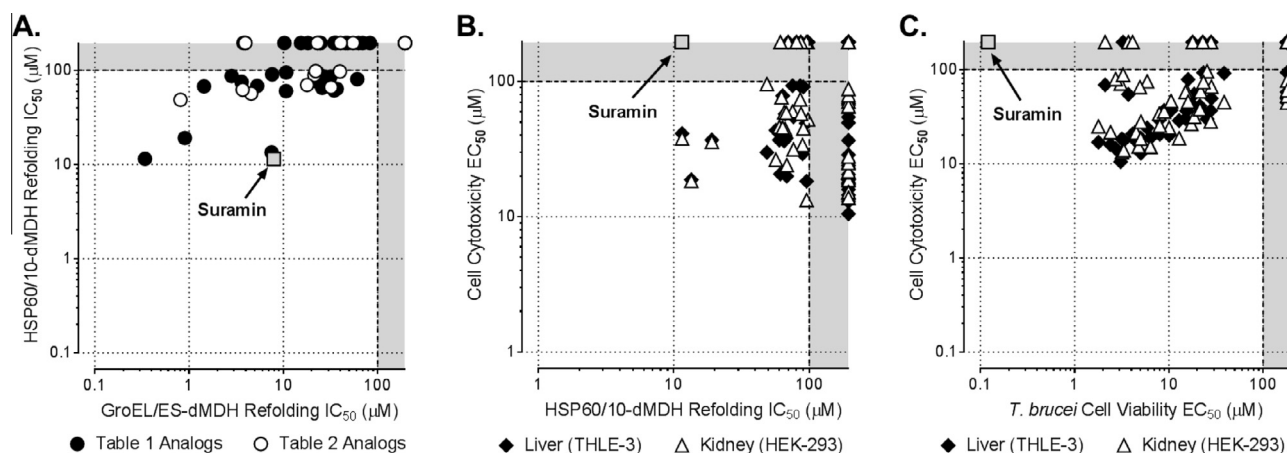 A.
HSP60/10-dMDH Refolding IC50 (μM)
100
10
1
0.1
Suramin
0.1 1 10 100
GroEL/ES-dMDH Refolding IC50 (μM)
Table 1 Analogs Table 2 Analogs
B.
Cell Cytotoxicity EC50 (μM)
100
10
1
Suramin
1 10 100
HSP60/10-dMDH Refolding IC50 (μM)
Liver (THLE-3) Kidney (HEK-293)
C.
Cell Cytotoxicity EC50 (μM)
100
10
1
0.1
Suramin
0.1 1 10 100
T. brucei Cell Viability EC50 (μM)
Liver (THLE-3) Kidney (HEK-293)